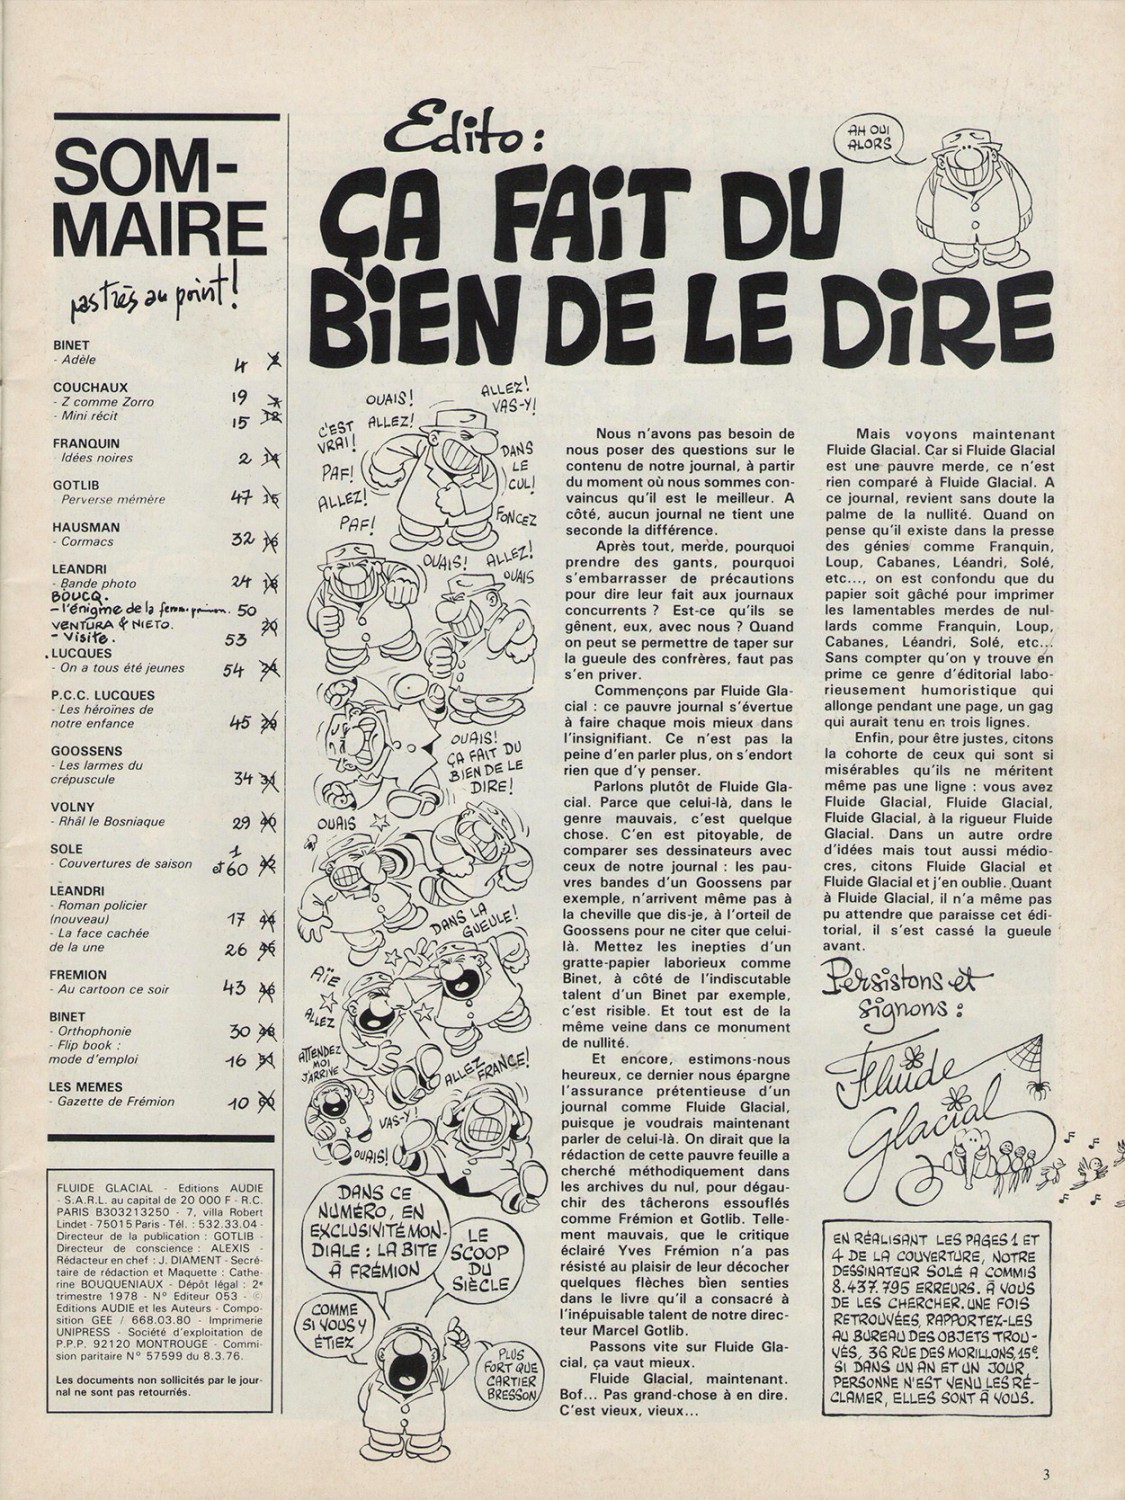 SOM-
MAIRE
pas très au point!
BINET
- Adèle 4
COUCHAUX
- Z comme Zorro 19
- Mini récit 15 12
FRANQUIN
- Idées noires 2 14
GOTLIB
- Perverse mémère 47 15
HAUSMAN
- Cormacs 32 16
LEANDRI
- Bande photo 24 18
BOUCQ.
- l'énigme de la femme 50
VENTURA & NIETO. 20
- Visite. 53
.LUCQUES
- On a tous été jeunes 54 24
P.C.C. LUCQUES
- Les héroïnes de
notre enfance 45
GOOSSENS
- Les larmes du
crépuscule 34 31
VOLNY
- Rhâl le Bosniaque 29 40
SOLE 1
- Couvertures de saison et 60 42
LEANDRI
- Roman policier
(nouveau) 17 44
- La face cachée
de la une 26 45
FREMION
- Au cartoon ce soir 43 46
BINET
- Orthophonie 30 48
- Flip book :
mode d'emploi 16 51
LES MEMES
- Gazette de Frémion 10
FLUIDE GLACIAL - Editions AUDIE
- S.A.R.L. au capital de 20 000 F - R.C.
PARIS B303213250 - 7, villa Robert
Lindet - 75015 Paris - Tél. : 532.33.04 -
Directeur de la publication : GOTLIB -
Directeur de conscience : ALEXIS -
Rédacteur en chef : J. DIAMENT - Secré-
taire de rédaction et Maquette : Cathe-
rine BOUQUENIAUX - Dépôt légal : 2e
trimestre 1978 - N° Editeur 053 - ©
Editions AUDIE et les Auteurs - Compo-
sition GEE / 668.03.80 - Imprimerie
UNIPRESS - Société d'exploitation de
P.P.P. 92120 MONTROUGE - Commis-
sion paritaire N° 57599 du 8.3.76.
Les documents non sollicités par le jour-
nal ne sont pas retournés.
Edito :
ÇA FAIT DU
BIEN DE LE DIRE
AH OUI
ALORS
OUAIS!
ALLEZ!
ALLEZ!
VAS-Y!
C'EST
VRAI!
PAF!
ALLEZ!
PAF!
DANS
LE
CUL!
FONCEZ
OUAIS!
ALLEZ!
OUAIS
OUAIS!
ÇA FAIT DU
BIEN DE LE
DIRE!
OUAIS
DANS LA
GUEULE!
AÏE
ALLEZ
ATTENDEZ
MOI
J'ARRIVE
ALLEZ FRANCE!
VAS-Y!
OUAIS!
DANS CE
NUMÉRO, EN
EXCLUSIVITÉ MON-
DIALE : LA BITE
À FRÉMION
LE
SCOOP
DU
SIÈCLE
COMME
SI VOUS Y
ÉTIEZ
PLUS
FORT QUE
CARTIER
BRESSON
Nous n'avons pas besoin de
nous poser des questions sur le
contenu de notre journal, à partir
du moment où nous sommes con-
vaincus qu'il est le meilleur. A
côté, aucun journal ne tient une
seconde la différence.
Après tout, merde, pourquoi
prendre des gants, pourquoi
s'embarrasser de précautions
pour dire leur fait aux journaux
concurrents ? Est-ce qu'ils se
gênent, eux, avec nous ? Quand
on peut se permettre de taper sur
la gueule des confrères, faut pas
s'en priver.
Commençons par Fluide Gla-
cial : ce pauvre journal s'évertue
à faire chaque mois mieux dans
l'insignifiant. Ce n'est pas la
peine d'en parler plus, on s'endort
rien que d'y penser.
Parlons plutôt de Fluide Gla-
cial. Parce que celui-là, dans le
genre mauvais, c'est quelque
chose. C'en est pitoyable, de
comparer ses dessinateurs avec
ceux de notre journal : les pau-
vres bandes d'un Goossens par
exemple, n'arrivent même pas à
la cheville que dis-je, à l'orteil de
Goossens pour ne citer que celui-
là. Mettez les inepties d'un
gratte-papier laborieux comme
Binet, à côté de l'indiscutable
talent d'un Binet par exemple,
c'est risible. Et tout est de la
même veine dans ce monument
de nullité.
Et encore, estimons-nous
heureux, ce dernier nous épargne
l'assurance prétentieuse d'un
journal comme Fluide Glacial,
puisque je voudrais maintenant
parler de celui-là. On dirait que la
rédaction de cette pauvre feuille a
cherché méthodiquement dans
les archives du nul, pour dégau-
chir des tâcherons essouflés
comme Frémion et Gotlib. Telle-
ment mauvais, que le critique
éclairé Yves Frémion n'a pas
résisté au plaisir de leur décocher
quelques flèches bien senties
dans le livre qu'il a consacré à
l'inépuisable talent de notre direc-
teur Marcel Gotlib.
Passons vite sur Fluide Gla-
cial, ça vaut mieux.
Fluide Glacial, maintenant.
Bof... Pas grand-chose à en dire.
C'est vieux, vieux...
Mais voyons maintenant
Fluide Glacial. Car si Fluide Glacial
est une pauvre merde, ce n'est
rien comparé à Fluide Glacial. A
ce journal, revient sans doute la
palme de la nullité. Quand on
pense qu'il existe dans la presse
des génies comme Franquin,
Loup, Cabanes, Léandri, Solé,
etc..., on est confondu que du
papier soit gâché pour imprimer
les lamentables merdes de nul-
lards comme Franquin, Loup,
Cabanes, Léandri, Solé, etc...
Sans compter qu'on y trouve en
prime ce genre d'éditorial labo-
rieusement humoristique qui
allonge pendant une page, un gag
qui aurait tenu en trois lignes.
Enfin, pour être justes, citons
la cohorte de ceux qui sont si
misérables qu'ils ne méritent
même pas une ligne : vous avez
Fluide Glacial, Fluide Glacial,
Fluide Glacial, à la rigueur Fluide
Glacial. Dans un autre ordre
d'idées mais tout aussi médio-
cres, citons Fluide Glacial et
Fluide Glacial et j'en oublie. Quant
à Fluide Glacial, il n'a même pas
pu attendre que paraisse cet édi-
torial, il s'est cassé la gueule
avant.
Persistons et
signons :
Fluide
Glacial
EN RÉALISANT LES PAGES 1 ET
4 DE LA COUVERTURE, NOTRE
DESSINATEUR SOLÉ A COMMIS
8.437.795 ERREURS. À VOUS
DE LES CHERCHER. UNE FOIS
RETROUVÉES, RAPPORTEZ-LES
AU BUREAU DES OBJETS TROU-
VÉS, 36 RUE DES MORILLONS, 15e.
SI DANS UN AN ET UN JOUR
PERSONNE N'EST VENU LES RÉ-
CLAMER, ELLES SONT À VOUS.
3